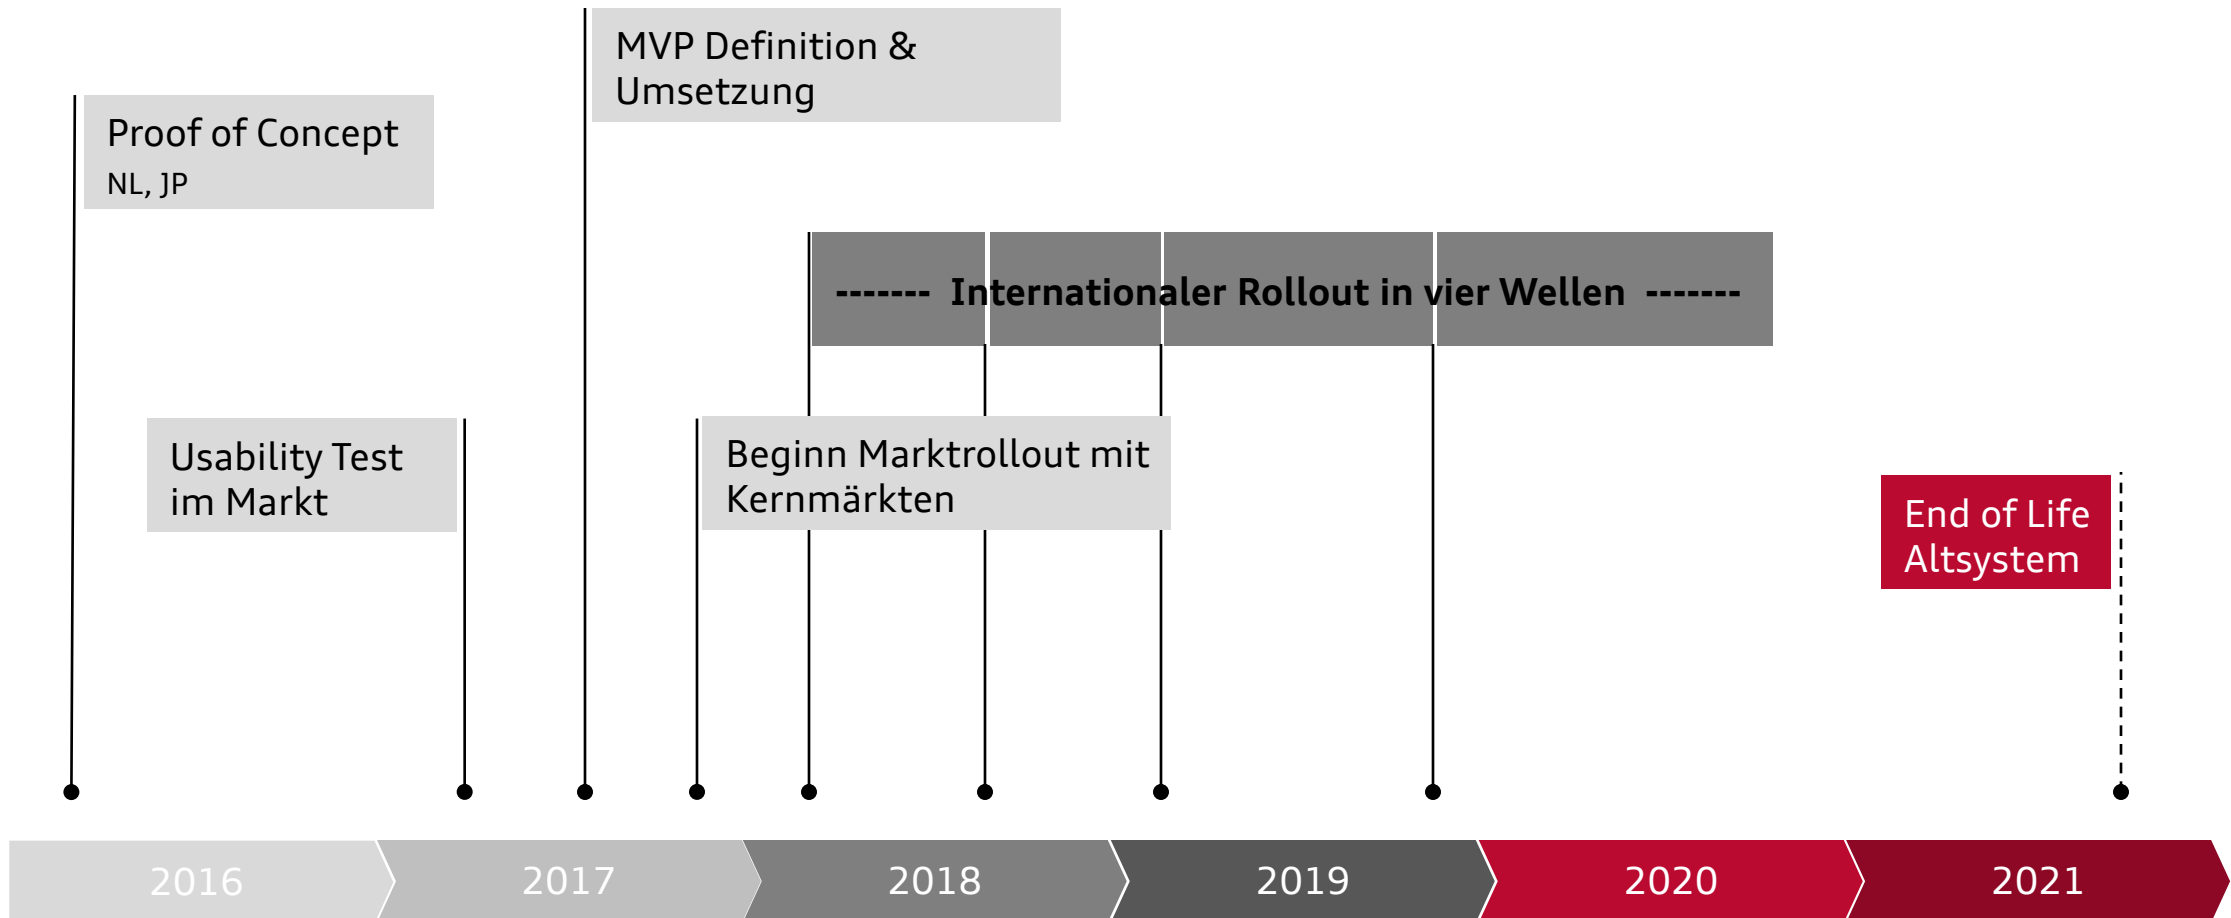 MVP Definition &
Umsetzung
Proof of Concept
NL, JP
------- Internationaler Rollout in vier Wellen -------
Usability Test
im Markt
Beginn Marktrollout mit
Kernmärkten
End of Life
Altsystem
2016
2017
2018
2019
2020
2021